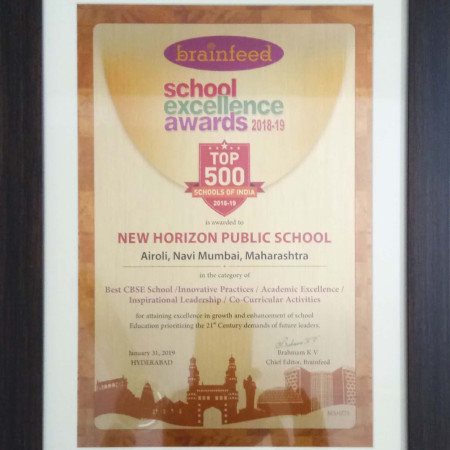 brainfeed
school
excellence
awards 2018-19
TOP
500
SCHOOLS OF INDIA
2018-19
is awarded to
NEW HORIZON PUBLIC SCHOOL
Airoli, Navi Mumbai, Maharashtra
in the category of
Best CBSE School /Innovative Practices / Academic Excellence /
Inspirational Leadership / Co-Curricular Activities
for attaining excellence in growth and enhancement of school
Education prioritizing the 21st Century demands of future leaders.
January 31, 2019
HYDERABAD
Brahmam K V
Chief Editor, Brainfeed